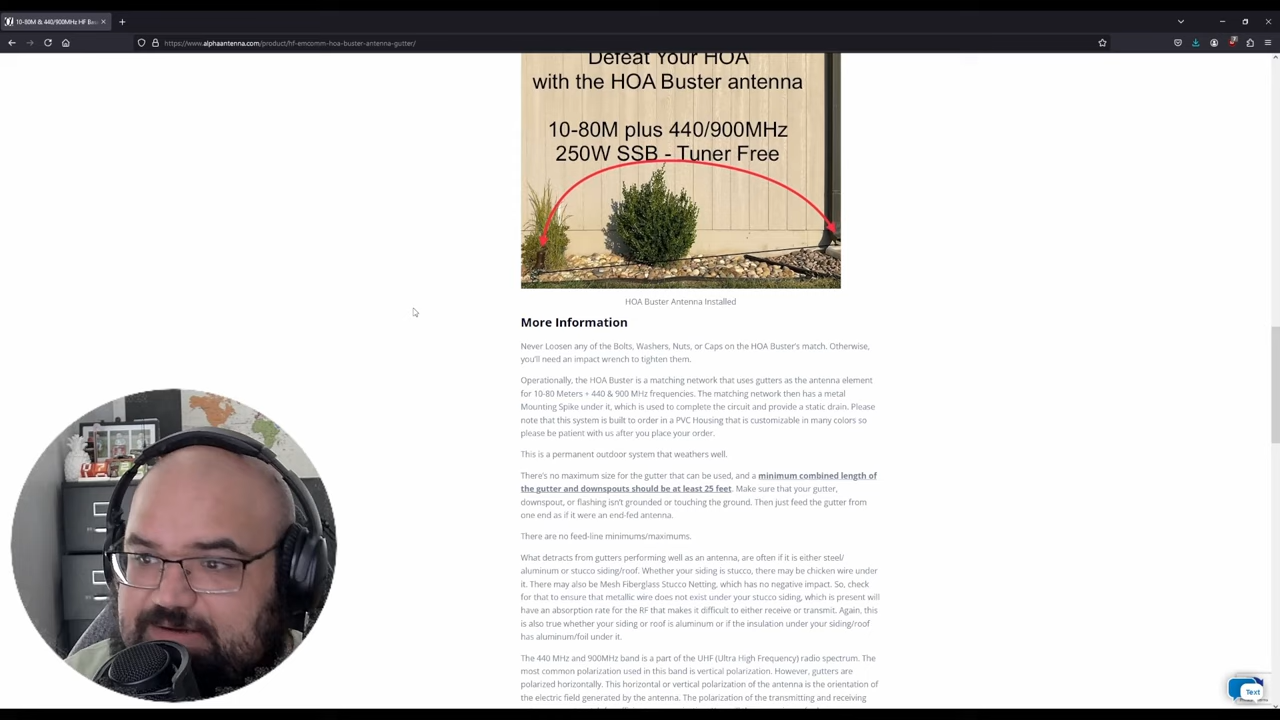 10-80M & 440/900MHz HF Bas
https://www.alphaantenna.com/product/hf-emcomm-hoa-buster-antenna-gutter/
Defeat Your HOA
with the HOA Buster antenna
10-80M plus 440/900MHz
250W SSB - Tuner Free
HOA Buster Antenna Installed
More Information
Never Loosen any of the Bolts, Washers, Nuts, or Caps on the HOA Buster's match. Otherwise,
you'll need an impact wrench to tighten them.
Operationally, the HOA Buster is a matching network that uses gutters as the antenna element
for 10-80 Meters + 440 & 900 MHz frequencies. The matching network then has a metal
Mounting Spike under it, which is used to complete the circuit and provide a static drain. Please
note that this system is built to order in a PVC Housing that is customizable in many colors so
please be patient with us after you place your order.
This is a permanent outdoor system that weathers well.
There's no maximum size for the gutter that can be used, and a minimum combined length of
the gutter and downspouts should be at least 25 feet. Make sure that your gutter,
downspout, or flashing isn't grounded or touching the ground. Then just feed the gutter from
one end as if it were an end-fed antenna.
There are no feed-line minimums/maximums.
What detracts from gutters performing well as an antenna, are often if it is either steel/
aluminum or stucco siding/roof. Whether your siding is stucco, there may be chicken wire under
it. There may also be Mesh Fiberglass Stucco Netting, which has no negative impact. So, check
for that to ensure that metallic wire does not exist under your stucco siding, which is present will
have an absorption rate for the RF that makes it difficult to either receive or transmit. Again, this
is also true whether your siding or roof is aluminum or if the insulation under your siding/roof
has aluminum/foil under it.
The 440 MHz and 900MHz band is a part of the UHF (Ultra High Frequency) radio spectrum. The
most common polarization used in this band is vertical polarization. However, gutters are
polarized horizontally. This horizontal or vertical polarization of the antenna is the orientation of
the electric field generated by the antenna. The polarization of the transmitting and receiving
Text